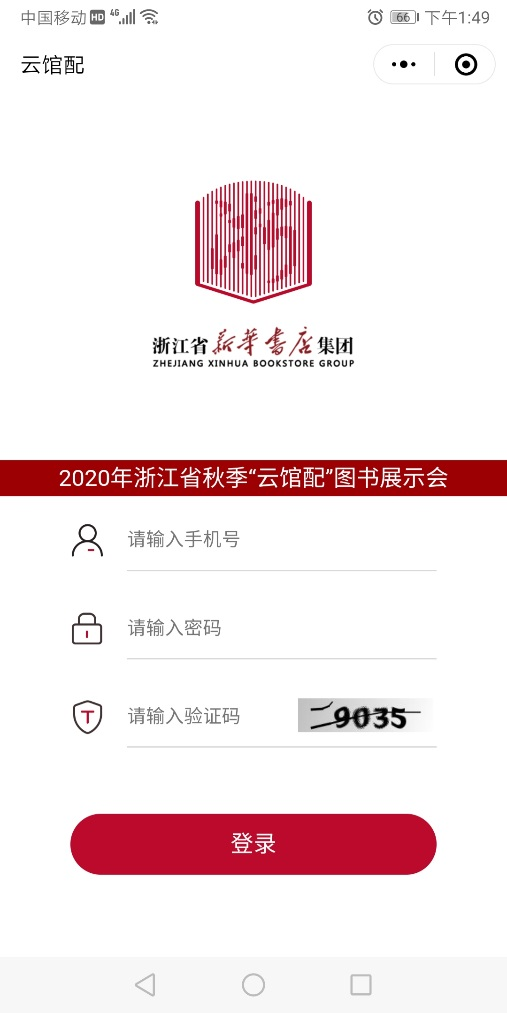 中国移动 HD 4G 66 下午1:49
云馆配
浙江省新华书店集团
ZHEJIANG XINHUA BOOKSTORE GROUP
2020年浙江省秋季“云馆配”图书展示会
请输入手机号
请输入密码
请输入验证码 9035
登录